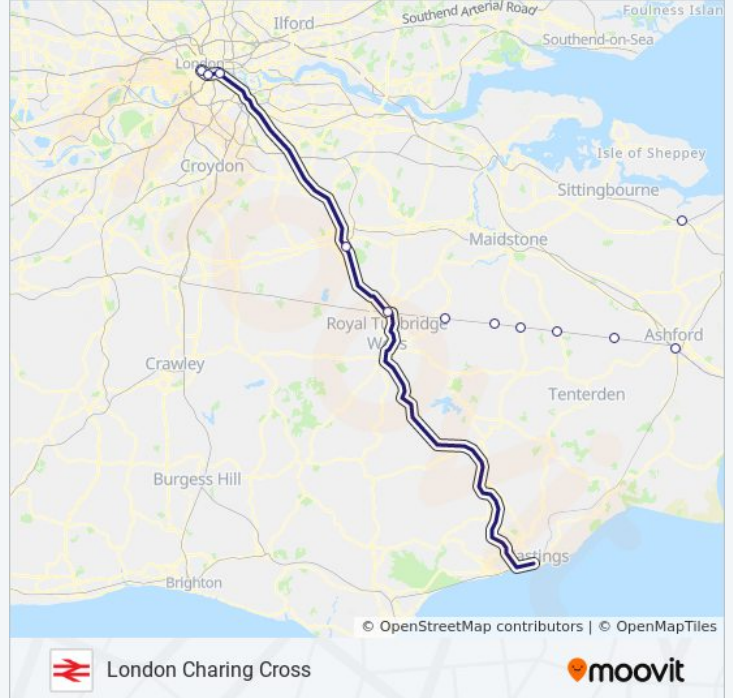 Ilford
Southend Arterial Road
Foulness Islan
Southend-on-Sea
London
Isle of Sheppey
Croydon
Sittingbourne
Maidstone
Royal Tunbridge
Wells
Ashford
Crawley
Tenterden
Burgess Hill
astings
Brighton
© OpenStreetMap contributors | © OpenMapTiles
London Charing Cross
moovit